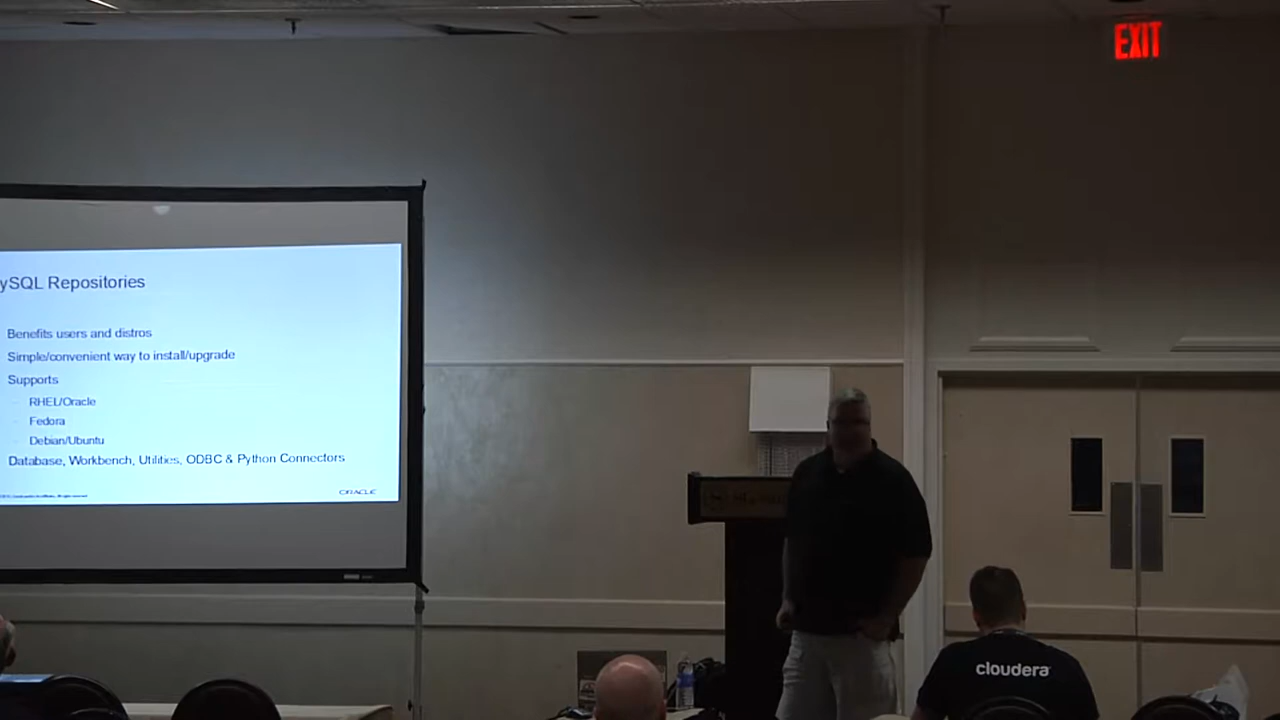 EXIT
ySQL Repositories
Benefits users and distros
Simple/convenient way to install/upgrade
Supports
RHEL/Oracle
Fedora
Debian/Ubuntu
Database, Workbench, Utilities, ODBC & Python Connectors
ORACLE
cloudera